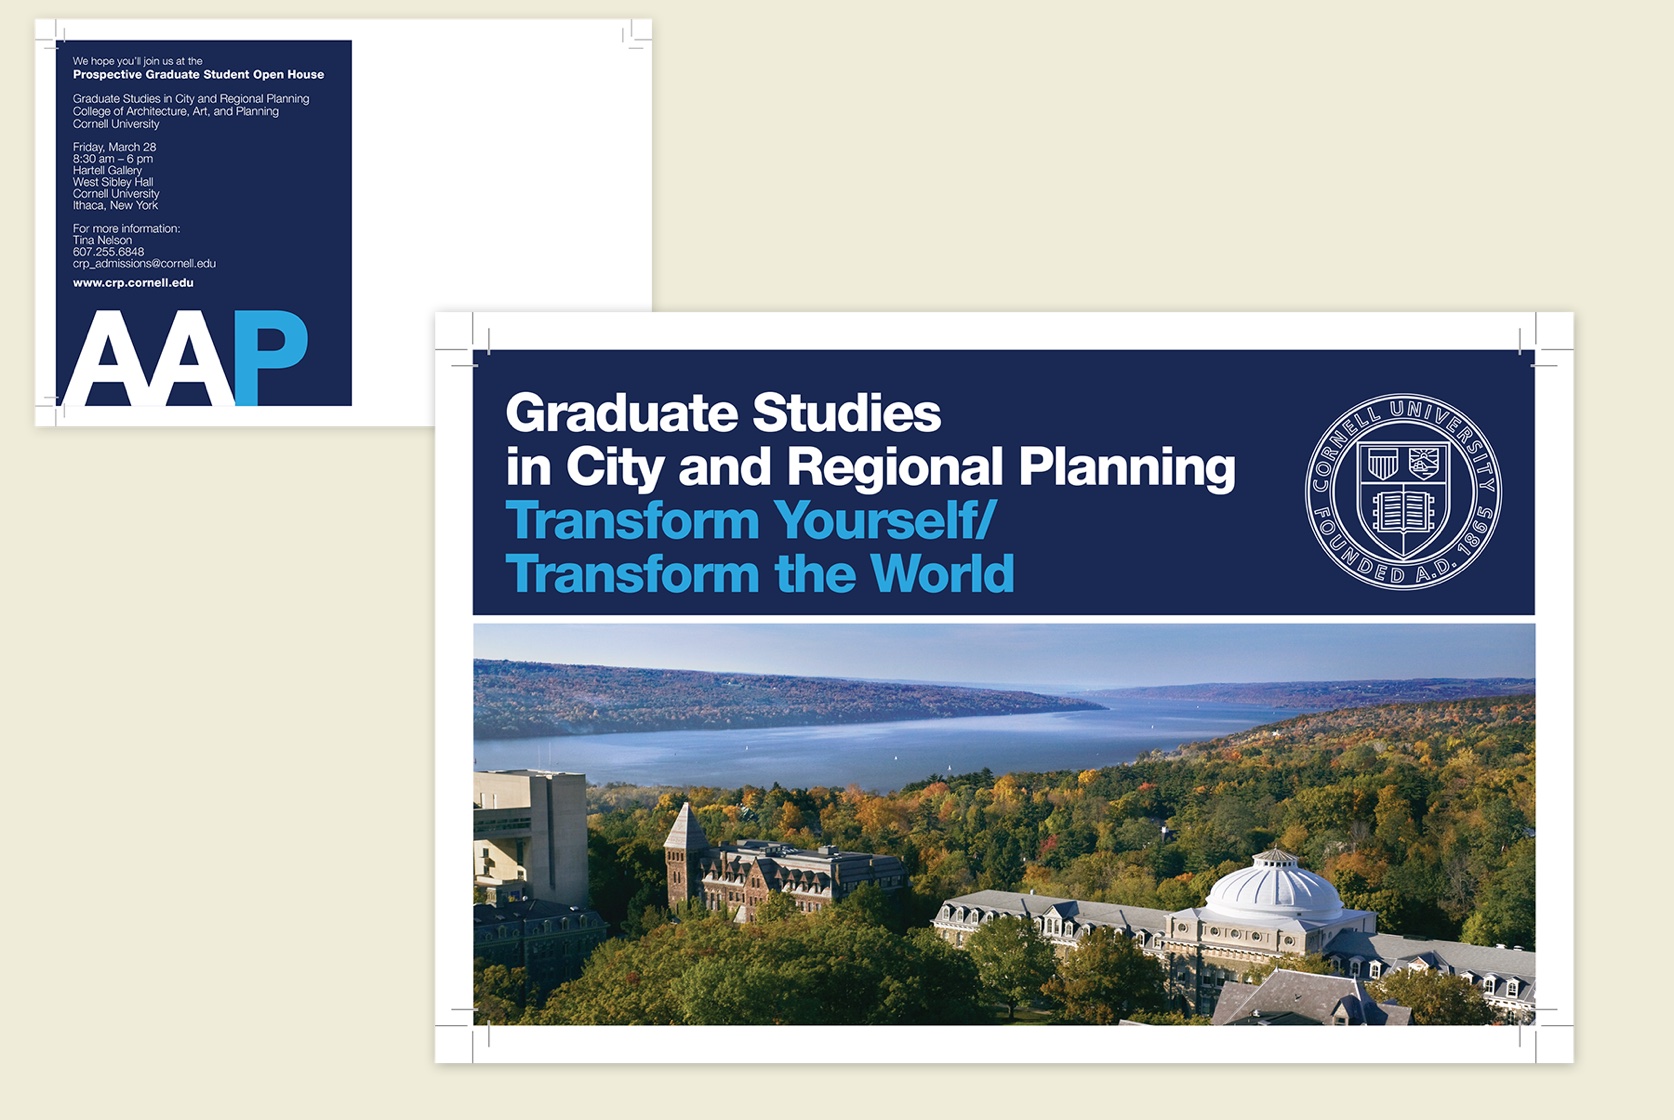 We hope you'll join us at the
Prospective Graduate Student Open House
Graduate Studies in City and Regional Planning
College of Architecture, Art, and Planning
Cornell University
Friday, March 28
8:30 am – 6 pm
Hartell Gallery
West Sibley Hall
Cornell University
Ithaca, New York
For more information:
Tina Nelson
607.255.6848
crp_admissions@cornell.edu
www.crp.cornell.edu
AAP
Graduate Studies
in City and Regional Planning
Transform Yourself/
Transform the World
CORNELL UNIVERSITY
FOUNDED A.D. 1865